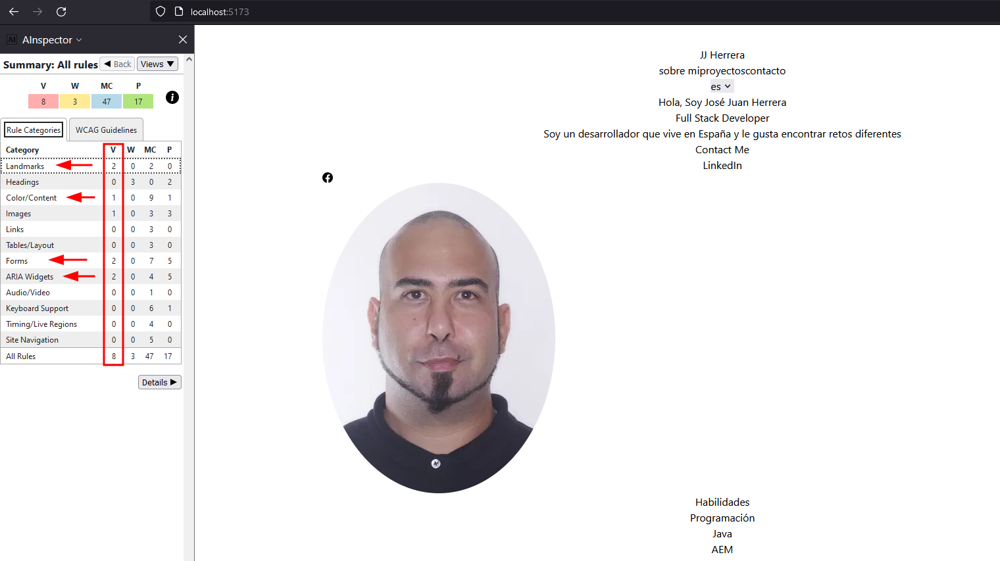 localhost:5173
AI AInspector
Summary: All rules ◀ Back Views ▼
V W MC P
8 3 47 17
Rule Categories WCAG Guidelines
Category V W MC P
Landmarks 2 0 2 0
Headings 0 3 0 2
Color/Content 1 0 9 1
Images 1 0 3 3
Links 0 0 3 0
Tables/Layout 0 0 3 0
Forms 2 0 7 5
ARIA Widgets 2 0 4 5
Audio/Video 0 0 1 0
Keyboard Support 0 0 6 1
Timing/Live Regions 0 0 4 0
Site Navigation 0 0 5 0
All Rules 8 3 47 17
Details ▶
JJ Herrera
sobre miproyectoscontacto
es
Hola, Soy José Juan Herrera
Full Stack Developer
Soy un desarrollador que vive en España y le gusta encontrar retos diferentes
Contact Me
LinkedIn
Habilidades
Programación
Java
AEM